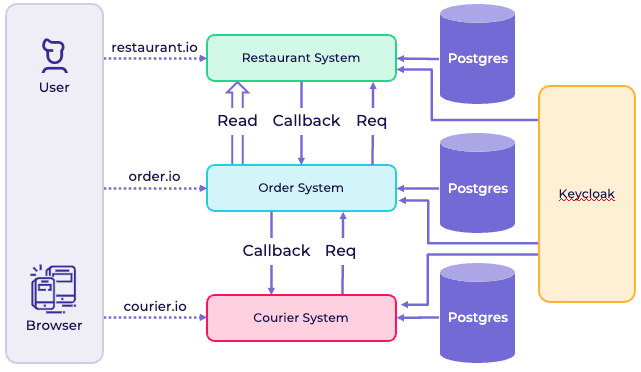 restaurant.io
Restaurant System
Postgres
User
Read
Callback
Req
order.io
Order System
Postgres
Keycloak
Callback
Req
courier.io
Courier System
Postgres
Browser